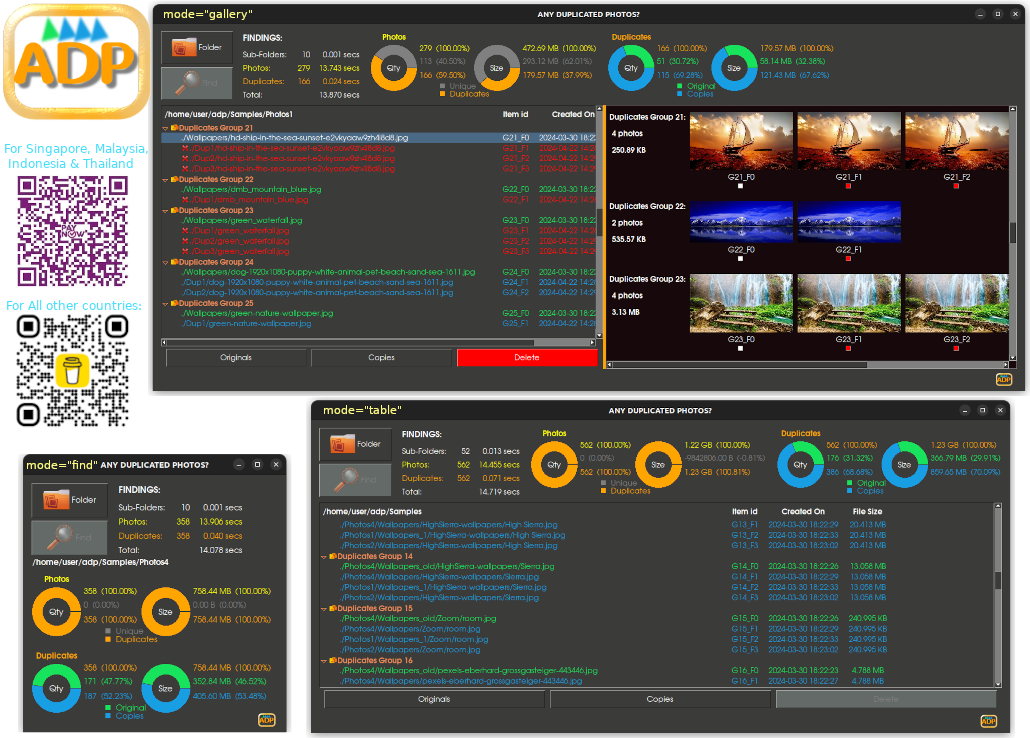 ADP
For Singapore, Malaysia,
Indonesia & Thailand
PAY
NOW
For All other countries:
mode="gallery"
ANY DUPLICATED PHOTOS?
Folder
Find
FINDINGS:
Sub-Folders: 10 0.001 secs
Photos: 279 13.743 secs
Duplicates: 166 0.024 secs
Total: 13.870 secs
Photos
Qty
279 (100.00%)
113 (40.50%)
166 (59.50%)
Size
472.69 MB (100.00%)
293.12 MB (62.01%)
179.57 MB (37.99%)
Unique
Duplicates
Duplicates
Qty
166 (100.00%)
51 (30.72%)
115 (69.28%)
Size
179.57 MB (100.00%)
58.14 MB (32.38%)
121.43 MB (67.62%)
Original
Copies
/home/user/adp/Samples/Photos1 Item id Created On
Duplicates Group 21
./Wallpapers/hd-ship-in-the-sea-sunset-e2vkyaaw9zh4l8d8.jpg G21_F0 2024-03-30 18:2
./Dup1/hd-ship-in-the-sea-sunset-e2vkyaaw9zh4l8d8.jpg G21_F1 2024-04-22 14:2
./Dup2/hd-ship-in-the-sea-sunset-e2vkyaaw9zh4l8d8.jpg G21_F2 2024-04-22 14:2
./Dup3/hd-ship-in-the-sea-sunset-e2vkyaaw9zh4l8d8.jpg G21_F3 2024-04-22 14:2
Duplicates Group 22
./Wallpapers/dmb_mountain_blue.jpg G22_F0 2024-03-30 18:2
./Dup1/dmb_mountain_blue.jpg G22_F1 2024-04-22 14:2
Duplicates Group 23
./Wallpapers/green_waterfall.jpg G23_F0 2024-03-30 18:2
./Dup1/green_waterfall.jpg G23_F1 2024-04-22 14:2
./Dup2/green_waterfall.jpg G23_F2 2024-04-22 14:2
./Dup3/green_waterfall.jpg G23_F3 2024-04-22 14:2
Duplicates Group 24
./Wallpapers/dog-1920x1080-puppy-white-animal-pet-beach-sand-sea-1611.jpg G24_F0 2024-03-30 18:2
./Dup1/dog-1920x1080-puppy-white-animal-pet-beach-sand-sea-1611.jpg G24_F1 2024-04-22 14:2
./Dup2/dog-1920x1080-puppy-white-animal-pet-beach-sand-sea-1611.jpg G24_F2 2024-04-22 14:2
Duplicates Group 25
./Wallpapers/green-nature-wallpaper.jpg G25_F0 2024-03-30 18:2
./Dup1/green-nature-wallpaper.jpg G25_F1 2024-04-22 14:2
Originals Copies Delete
Duplicates Group 21:
4 photos
250.89 KB
G21_F0 G21_F1 G21_F2
Duplicates Group 22:
2 photos
535.57 KB
G22_F0 G22_F1
Duplicates Group 23:
4 photos
3.13 MB
G23_F0 G23_F1 G23_F2
ADP
mode="find" ANY DUPLICATED PHOTOS?
Folder
Find
FINDINGS:
Sub-Folders: 10 0.001 secs
Photos: 358 13.906 secs
Duplicates: 358 0.040 secs
Total: 14.078 secs
/home/user/adp/Samples/Photos4
Photos
Qty
358 (100.00%)
0 (0.00%)
358 (100.00%)
Size
758.44 MB (100.00%)
0.00 B (0.00%)
758.44 MB (100.00%)
Unique
Duplicates
Duplicates
Qty
358 (100.00%)
171 (47.77%)
187 (52.23%)
Size
758.44 MB (100.00%)
352.84 MB (46.52%)
405.60 MB (53.48%)
Original
Copies
ADP
mode="table"
ANY DUPLICATED PHOTOS?
Folder
Find
FINDINGS:
Sub-Folders: 52 0.013 secs
Photos: 562 14.455 secs
Duplicates: 562 0.071 secs
Total: 14.719 secs
Photos
Qty
562 (100.00%)
0 (0.00%)
562 (100.00%)
Size
1.22 GB (100.00%)
-9842806.00 B (-0.81%)
1.23 GB (100.81%)
Unique
Duplicates
Duplicates
Qty
562 (100.00%)
176 (31.32%)
386 (68.68%)
Size
1.23 GB (100.00%)
366.79 MB (29.91%)
859.65 MB (70.09%)
Original
Copies
/home/user/adp/Samples Item id Created On File Size
./Photos4/Wallpapers/HighSierra-wallpapers/High Sierra.jpg G13_F1 2024-03-30 18:22:29 20.413 MB
./Photos1/Wallpapers_1/HighSierra-wallpapers/High Sierra.jpg G13_F2 2024-03-30 18:22:33 20.413 MB
./Photos2/Wallpapers/HighSierra-wallpapers/High Sierra.jpg G13_F3 2024-03-30 18:23:02 20.413 MB
Duplicates Group 14
./Photos4/Wallpapers_old/HighSierra-wallpapers/Sierra.jpg G14_F0 2024-03-30 18:22:26 13.058 MB
./Photos4/Wallpapers/HighSierra-wallpapers/Sierra.jpg G14_F1 2024-03-30 18:22:29 13.058 MB
./Photos1/Wallpapers_1/HighSierra-wallpapers/Sierra.jpg G14_F2 2024-03-30 18:22:33 13.058 MB
./Photos2/Wallpapers/HighSierra-wallpapers/Sierra.jpg G14_F3 2024-03-30 18:23:02 13.058 MB
Duplicates Group 15
./Photos4/Wallpapers_old/Zoom/room.jpg G15_F0 2024-03-30 18:22:26 240.995 KB
./Photos4/Wallpapers/Zoom/room.jpg G15_F1 2024-03-30 18:22:29 240.995 KB
./Photos1/Wallpapers_1/Zoom/room.jpg G15_F2 2024-03-30 18:22:33 240.995 KB
./Photos2/Wallpapers/Zoom/room.jpg G15_F3 2024-03-30 18:23:02 240.995 KB
Duplicates Group 16
./Photos4/Wallpapers_old/pexels-eberhard-grossgasteiger-443446.jpg G16_F0 2024-03-30 18:22:23 4.788 MB
./Photos4/Wallpapers/pexels-eberhard-grossgasteiger-443446.jpg G16_F1 2024-03-30 18:22:27 4.788 MB
Originals Copies Delete
ADP